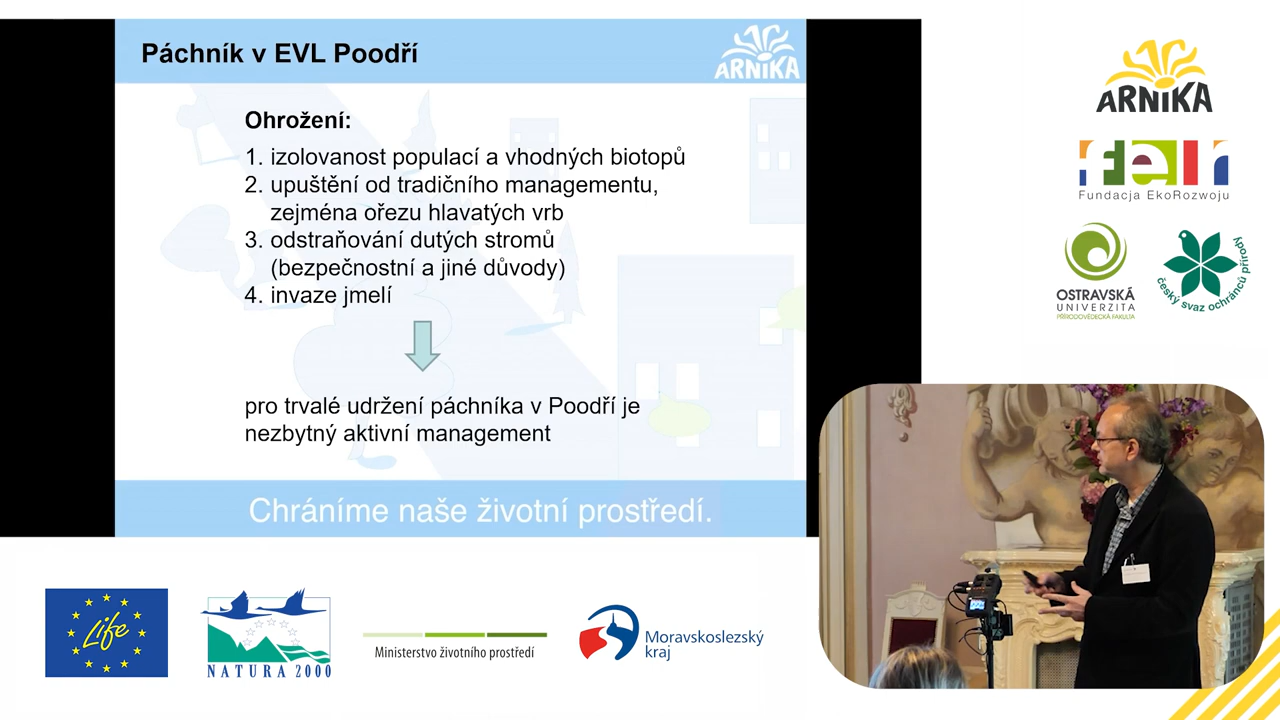 Páchník v EVL Poodří
ARNIKA
Ohrožení:
1. izolovanost populací a vhodných biotopů
2. upuštění od tradičního managementu,
zejména ořezu hlavatých vrb
3. odstraňování dutých stromů
(bezpečnostní a jiné důvody)
4. invaze jmelí
pro trvalé udržení páchníka v Poodří je
nezbytný aktivní management
Chráníme naše životní prostředí.
ARNIKA
feri
Fundacja EkoRozwoju
OSTRAVSKÁ
UNIVERZITA
PŘÍRODOVĚDECKÁ FAKULTA
český svaz ochránců přírody
Life
NATURA 2000
Ministerstvo životního prostředí
Moravskoslezský
kraj